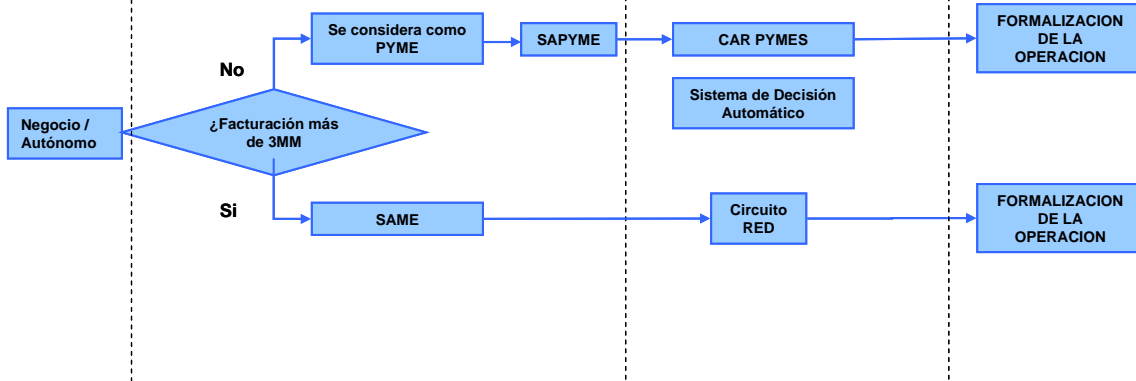 Negocio /
Autónomo
¿Facturación más
de 3MM
No
Se considera como
PYME
SAPYME
CAR PYMES
Sistema de Decisión
Automático
FORMALIZACION
DE LA
OPERACION
Si
SAME
Circuito
RED
FORMALIZACION
DE LA
OPERACION